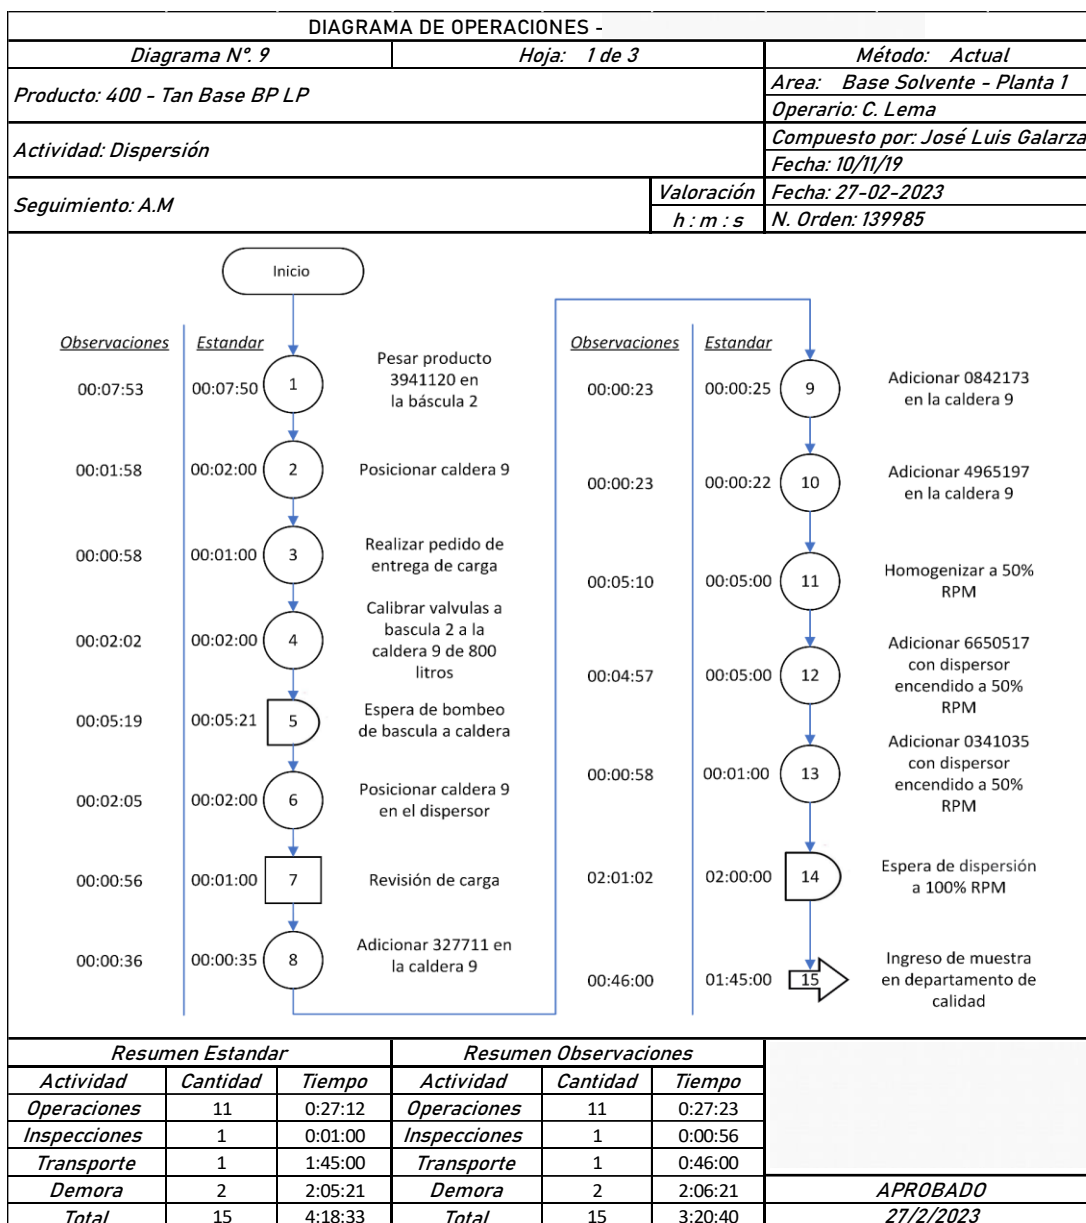 DIAGRAMA DE OPERACIONES -
Diagrama N°. 9
Hoja: 1 de 3
Método: Actual
Producto: 400 - Tan Base BP LP
Area: Base Solvente - Planta 1
Operario: C. Lema
Actividad: Dispersión
Compuesto por: José Luis Galarza
Fecha: 10/11/19
Seguimiento: A.M
Valoración
Fecha: 27-02-2023
h : m : s
N. Orden: 139985
Inicio
Observaciones
Estandar
00:07:53
00:07:50
1
Pesar producto
3941120 en
la báscula 2
00:01:58
00:02:00
2
Posicionar caldera 9
00:00:58
00:01:00
3
Realizar pedido de
entrega de carga
00:02:02
00:02:00
4
Calibrar valvulas a
bascula 2 a la
caldera 9 de 800
litros
00:05:19
00:05:21
5
Espera de bombeo
de bascula a caldera
00:02:05
00:02:00
6
Posicionar caldera 9
en el dispersor
00:00:56
00:01:00
7
Revisión de carga
00:00:36
00:00:35
8
Adicionar 327711 en
la caldera 9
Observaciones
Estandar
00:00:23
00:00:25
9
Adicionar 0842173
en la caldera 9
00:00:23
00:00:22
10
Adicionar 4965197
en la caldera 9
00:05:10
00:05:00
11
Homogenizar a 50%
RPM
00:04:57
00:05:00
12
Adicionar 6650517
con dispersor
encendido a 50%
RPM
00:00:58
00:01:00
13
Adicionar 0341035
con dispersor
encendido a 50%
RPM
02:01:02
02:00:00
14
Espera de dispersión
a 100% RPM
00:46:00
01:45:00
15
Ingreso de muestra
en departamento de
calidad
Resumen Estandar
Resumen Observaciones
Actividad Cantidad Tiempo Actividad Cantidad Tiempo
Operaciones 11 0:27:12 Operaciones 11 0:27:23
Inspecciones 1 0:01:00 Inspecciones 1 0:00:56
Transporte 1 1:45:00 Transporte 1 0:46:00
Demora 2 2:05:21 Demora 2 2:06:21 APROBADO
Total 15 4:18:33 Total 15 3:20:40 27/2/2023